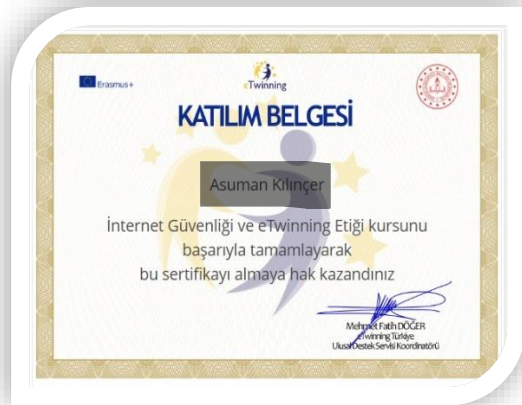 Erasmus+
eTwinning
KATILIM BELGESİ
Asuman Kılınçer
İnternet Güvenliği ve eTwinning Etiği kursunu
başarıyla tamamlayarak
bu sertifikayı almaya hak kazandınız
Mehmet Fatih DÖĞER
eTwinning Türkiye
Ulusal Destek Servisi Koordinatörü